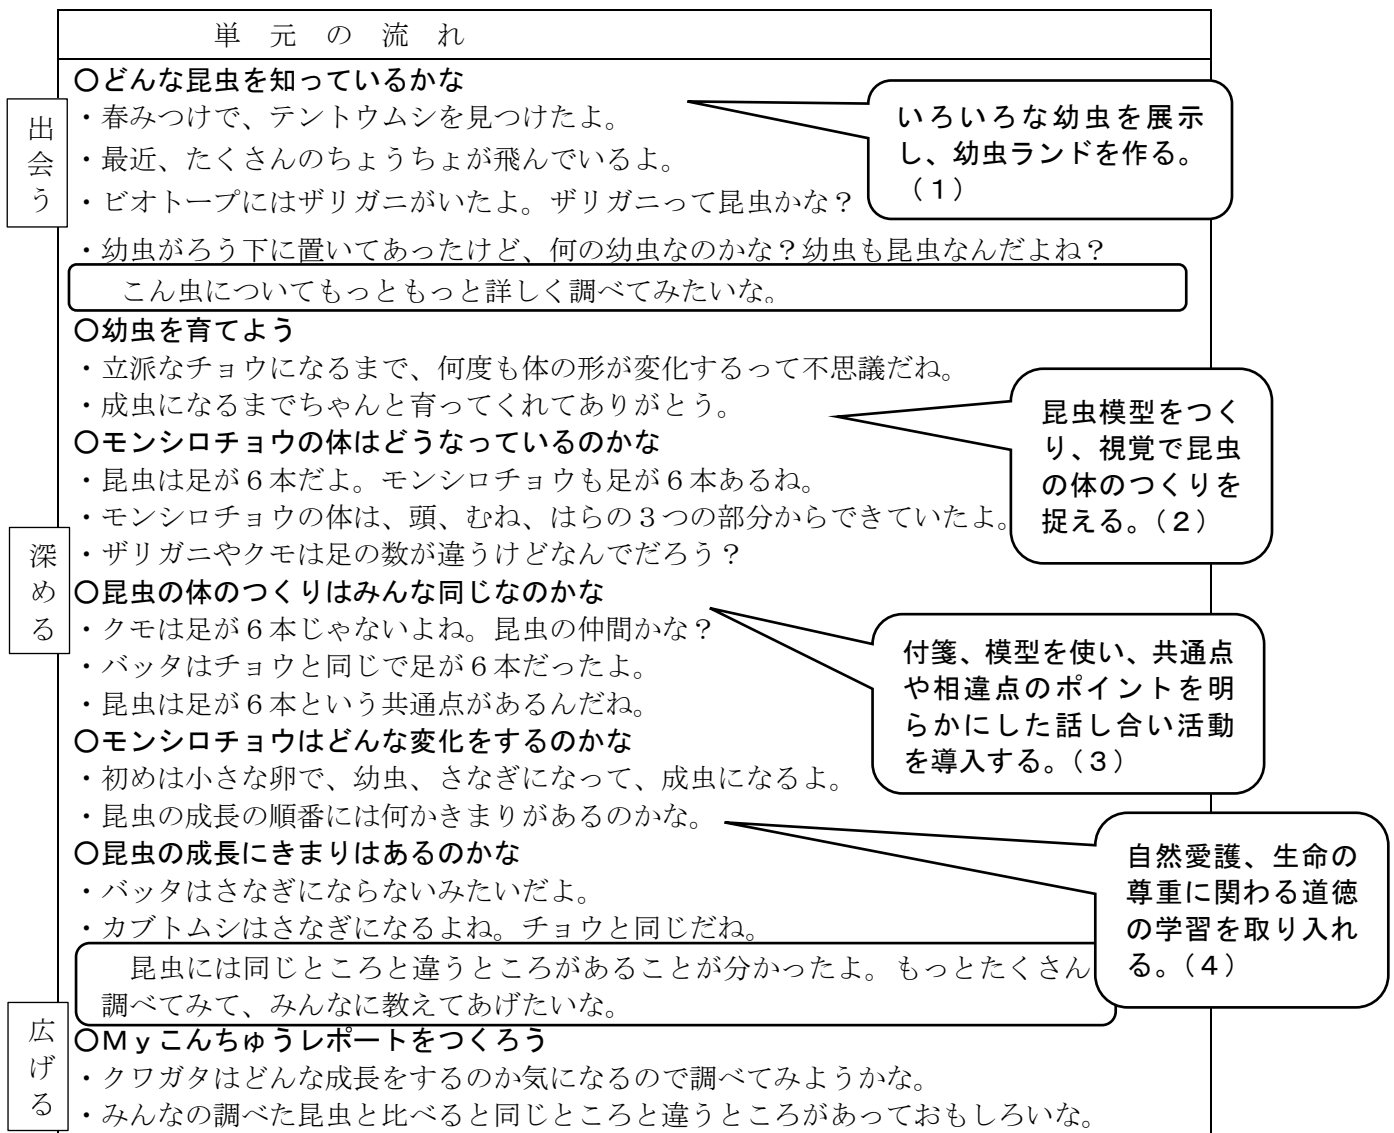 単元の流れ
出会う
〇どんな昆虫を知っているかな
・春みつけで、テントウムシを見つけたよ。
・最近、たくさんのちょうちょが飛んでいるよ。
・ビオトープにはザリガニがいたよ。ザリガニって昆虫かな？
・幼虫がろう下に置いてあったけど、何の幼虫なのかな？幼虫も昆虫なんだよね？
いろいろな幼虫を展示
し、幼虫ランドを作る。
（１）
こん虫についてもっともっと詳しく調べてみたいな。
深める
〇幼虫を育てよう
・立派なチョウになるまで、何度も体の形が変化するって不思議だね。
・成虫になるまでちゃんと育ってくれてありがとう。
〇モンシロチョウの体はどうなっているのかな
・昆虫は足が６本だよ。モンシロチョウも足が６本あるね。
・モンシロチョウの体は、頭、むね、はらの３つの部分からできていたよ。
・ザリガニやクモは足の数が違うけどなんでだろう？
昆虫模型をつく
り、視覚で昆虫
の体のつくりを
捉える。（２）
〇昆虫の体のつくりはみんな同じなのかな
・クモは足が６本じゃないよね。昆虫の仲間かな？
・バッタはチョウと同じで足が６本だったよ。
・昆虫は足が６本という共通点があるんだね。
付箋、模型を使い、共通点
や相違点のポイントを明
らかにした話し合い活動
を導入する。（３）
〇モンシロチョウはどんな変化をするのかな
・初めは小さな卵で、幼虫、さなぎになって、成虫になるよ。
・昆虫の成長の順番には何かきまりがあるのかな。
〇昆虫の成長にきまりはあるのかな
・バッタはさなぎにならないみたいだよ。
・カブトムシはさなぎになるよね。チョウと同じだね。
自然愛護、生命の
尊重に関わる道徳
の学習を取り入れ
る。（４）
昆虫には同じところと違うところがあることが分かったよ。もっとたくさん
調べてみて、みんなに教えてあげたいな。
広げる
〇Ｍｙこんちゅうレポートをつくろう
・クワガタはどんな成長をするのか気になるので調べてみようかな。
・みんなの調べた昆虫と比べると同じところと違うところがあっておもしろいな。